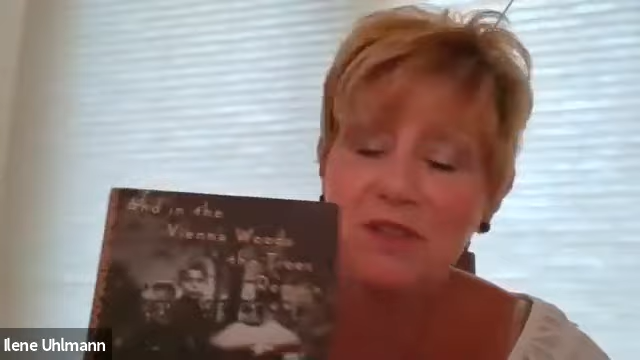 And in the
Vienna Woods
the Trees
Ilene Uhlmann